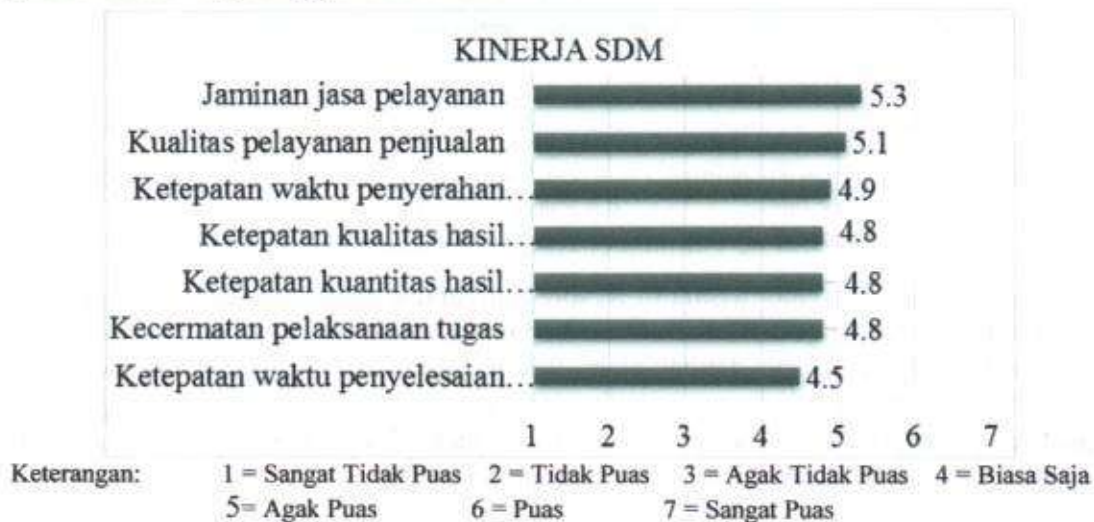 KINERJA SDM
Jaminan jasa pelayanan 5.3
Kualitas pelayanan penjualan 5.1
Ketepatan waktu penyerahan… 4.9
Ketepatan kualitas hasil… 4.8
Ketepatan kuantitas hasil… 4.8
Kecermatan pelaksanaan tugas 4.8
Ketepatan waktu penyelesaian… 4.5
1 2 3 4 5 6 7
Keterangan: 1 = Sangat Tidak Puas 2 = Tidak Puas 3 = Agak Tidak Puas 4 = Biasa Saja
5= Agak Puas 6 = Puas 7 = Sangat Puas